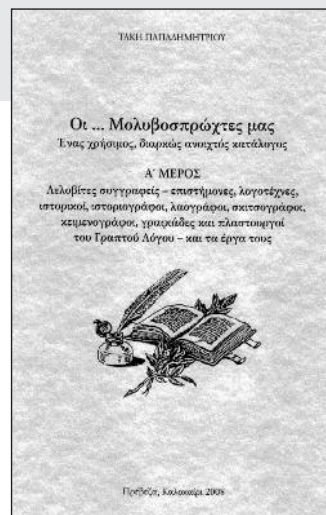 ΤΑΚΗ ΠΑΠΑΔΗΜΗΤΡΙΟΥ
Οι ... Μολυβοσπρώχτες μας
Ένας χρήσιμος, διαρκώς ανοιχτός κατάλογος
Α΄ ΜΕΡΟΣ
Λελοβίτες συγγραφείς – επιστήμονες, λογοτέχνες,
ιστορικοί, ιστοριογράφοι, λαογράφοι, σκιτσογράφοι,
κειμενογράφοι, γραφιάδες και πλαστουργοί
του Γραπτού Λόγου – και τα έργα τους
Πρέβεζα, Καλοκαίρι 2008